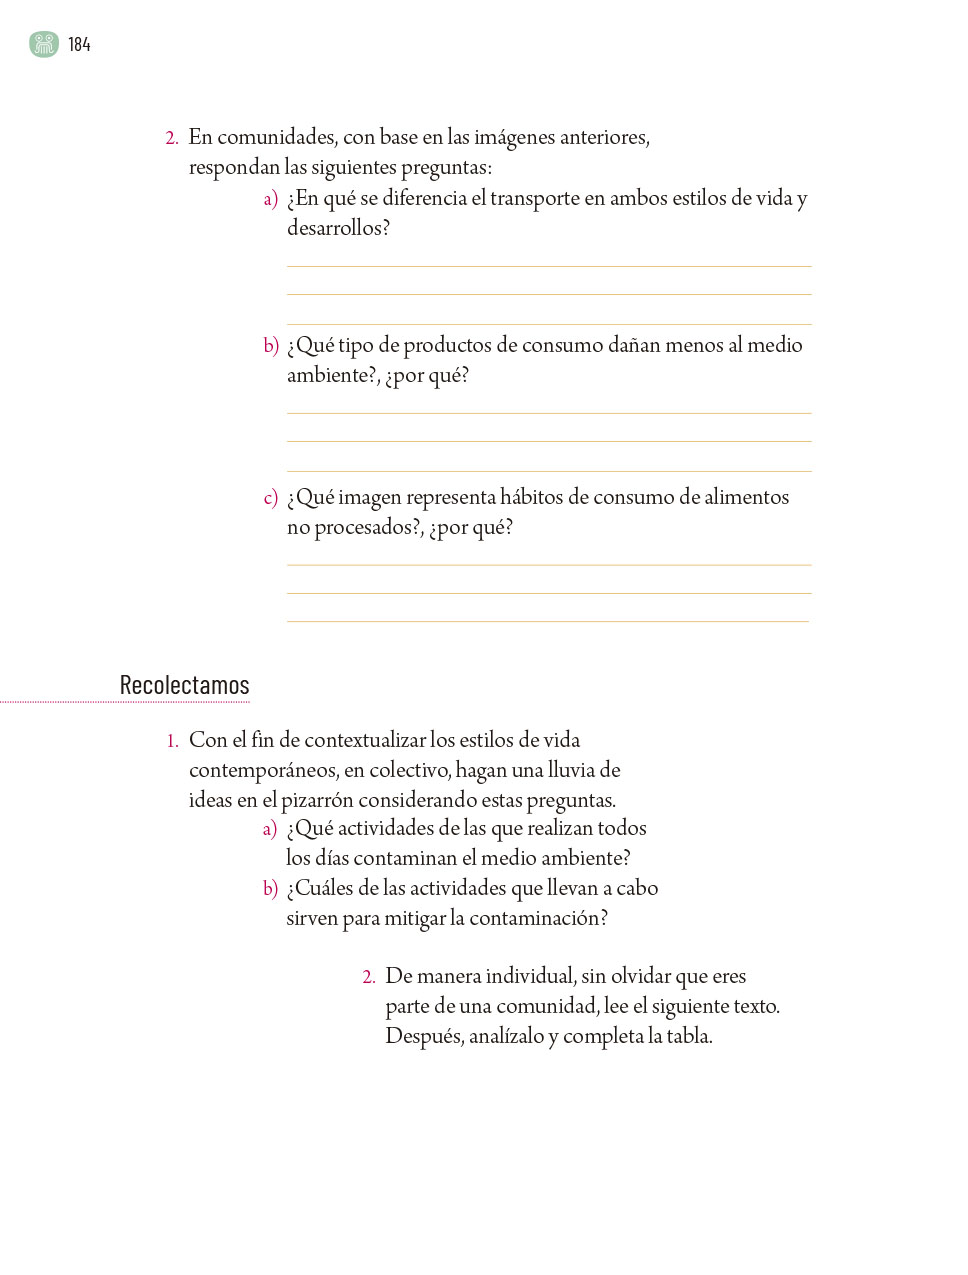 184
2. En comunidades, con base en las imágenes anteriores,
respondan las siguientes preguntas:
a) ¿En qué se diferencia el transporte en ambos estilos de vida y
desarrollos?
b) ¿Qué tipo de productos de consumo dañan menos al medio
ambiente?, ¿por qué?
c) ¿Qué imagen representa hábitos de consumo de alimentos
no procesados?, ¿por qué?
Recolectamos
1. Con el fin de contextualizar los estilos de vida
contemporáneos, en colectivo, hagan una lluvia de
ideas en el pizarrón considerando estas preguntas.
a) ¿Qué actividades de las que realizan todos
los días contaminan el medio ambiente?
b) ¿Cuáles de las actividades que llevan a cabo
sirven para mitigar la contaminación?
2. De manera individual, sin olvidar que eres
parte de una comunidad, lee el siguiente texto.
Después, analízalo y completa la tabla.